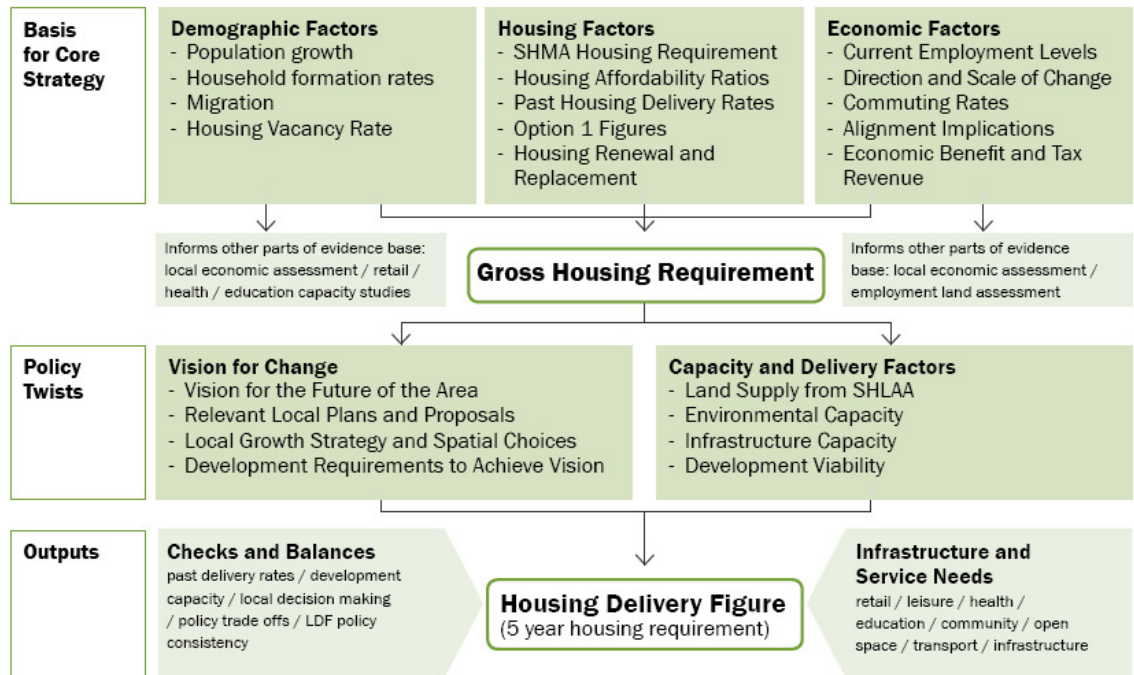 Basis
for Core
Strategy
Demographic Factors
- Population growth
- Household formation rates
- Migration
- Housing Vacancy Rate
Housing Factors
- SHMA Housing Requirement
- Housing Affordability Ratios
- Past Housing Delivery Rates
- Option 1 Figures
- Housing Renewal and
Replacement
Economic Factors
- Current Employment Levels
- Direction and Scale of Change
- Commuting Rates
- Alignment Implications
- Economic Benefit and Tax
Revenue
Informs other parts of evidence base:
local economic assessment / retail /
health / education capacity studies
Gross Housing Requirement
Informs other parts of evidence
base: local economic assessment /
employment land assessment
Policy
Twists
Vision for Change
- Vision for the Future of the Area
- Relevant Local Plans and Proposals
- Local Growth Strategy and Spatial Choices
- Development Requirements to Achieve Vision
Capacity and Delivery Factors
- Land Supply from SHLAA
- Environmental Capacity
- Infrastructure Capacity
- Development Viability
Outputs
Checks and Balances
past delivery rates / development
capacity / local decision making
/ policy trade offs / LDF policy
consistency
Housing Delivery Figure
(5 year housing requirement)
Infrastructure and
Service Needs
retail / leisure / health /
education / community / open
space / transport / infrastructure